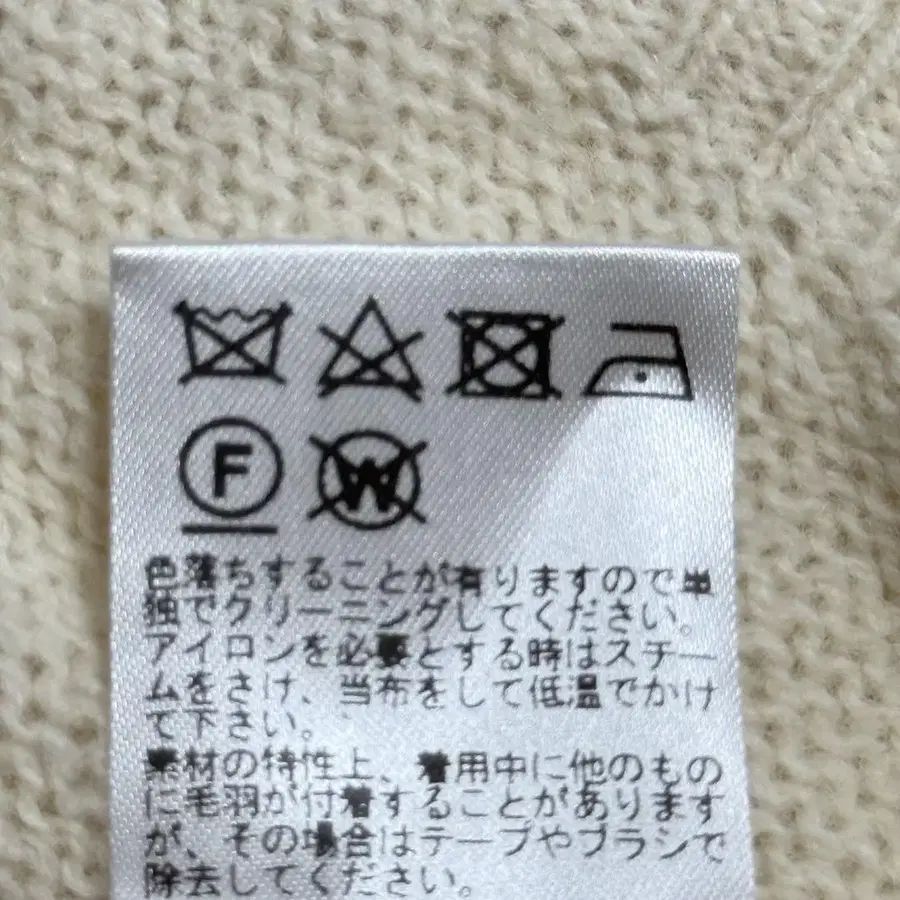 F W
色落ちすることが有りますので単
独でクリーニングしてください。
アイロンを必要とする時はスチー
ムをさけ、当布をして低温でかけ
て下さい。
素材の特性上、着用中に他のもの
に毛羽が付着することがあります
が、その場合はテープやブラシで
除去してください。